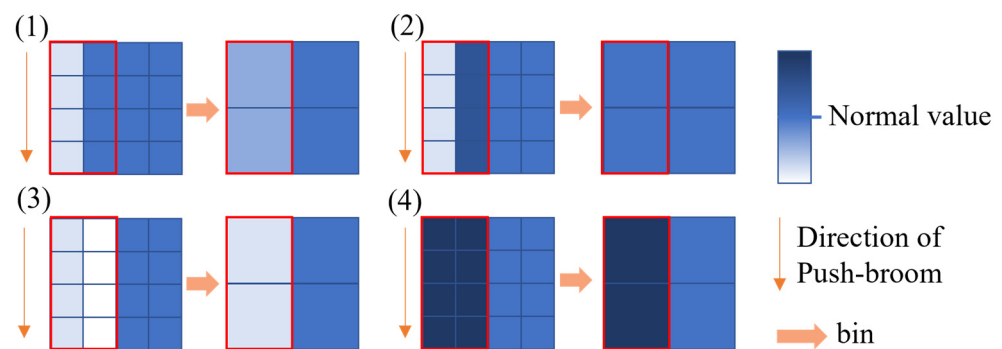 (1)
(2)
Normal value
(3)
(4)
Direction of
Push-broom
bin